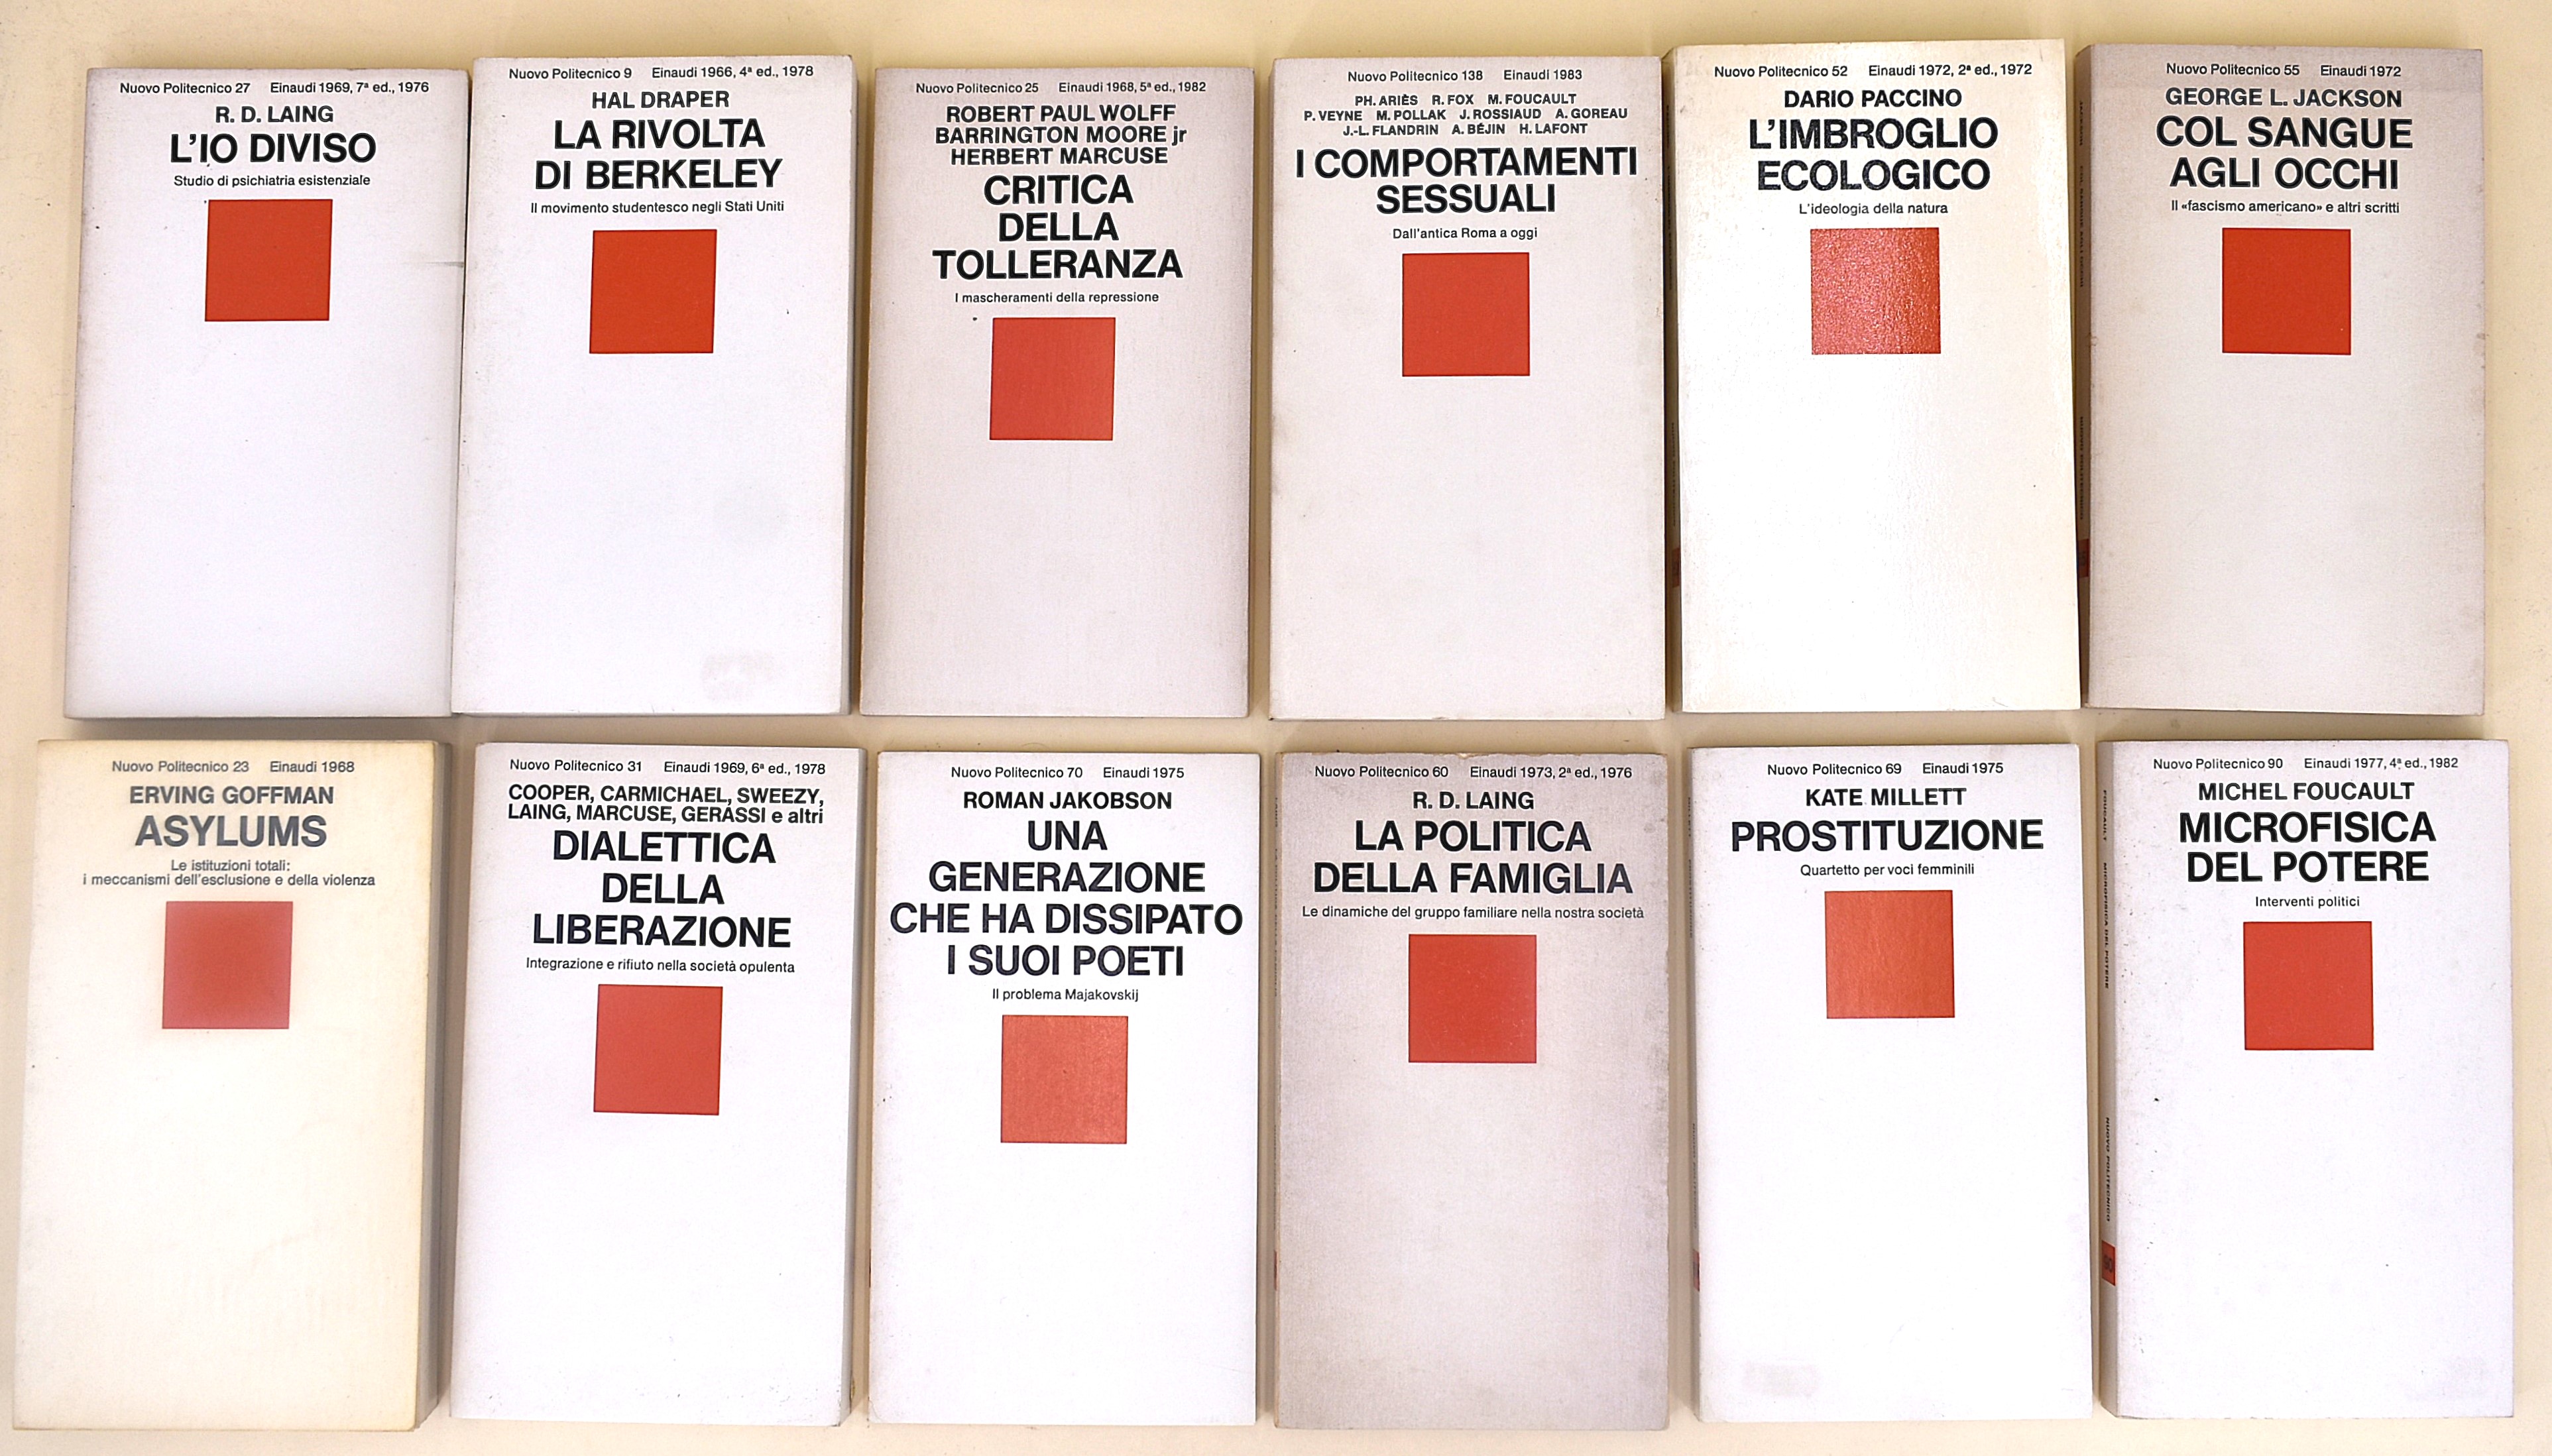 Nuovo Politecnico 27 Einaudi 1969, 7ª ed., 1976
R. D. LAING
L'IO DIVISO
Studio di psichiatria esistenziale
Nuovo Politecnico 9 Einaudi 1966, 4ª ed., 1978
HAL DRAPER
LA RIVOLTA
DI BERKELEY
Il movimento studentesco negli Stati Uniti
Nuovo Politecnico 25 Einaudi 1968, 5ª ed., 1982
ROBERT PAUL WOLFF
BARRINGTON MOORE jr
HERBERT MARCUSE
CRITICA
DELLA
TOLLERANZA
I mascheramenti della repressione
Nuovo Politecnico 138 Einaudi 1983
PH. ARIÈS R. FOX M. FOUCAULT
P. VEYNE M. POLLAK J. ROSSIAUD A. GOREAU
J.-L. FLANDRIN A. BÉJIN H. LAFONT
I COMPORTAMENTI
SESSUALI
Dall'antica Roma a oggi
Nuovo Politecnico 52 Einaudi 1972, 2ª ed., 1972
DARIO PACCINO
L'IMBROGLIO
ECOLOGICO
L'ideologia della natura
Nuovo Politecnico 55 Einaudi 1972
GEORGE L. JACKSON
COL SANGUE
AGLI OCCHI
Il «fascismo americano» e altri scritti
Nuovo Politecnico 23 Einaudi 1968
ERVING GOFFMAN
ASYLUMS
Le istituzioni totali:
i meccanismi dell'esclusione e della violenza
Nuovo Politecnico 31 Einaudi 1969, 6ª ed., 1978
COOPER, CARMICHAEL, SWEEZY,
LAING, MARCUSE, GERASSI e altri
DIALETTICA
DELLA
LIBERAZIONE
Integrazione e rifiuto nella società opulenta
Nuovo Politecnico 70 Einaudi 1975
ROMAN JAKOBSON
UNA
GENERAZIONE
CHE HA DISSIPATO
I SUOI POETI
Il problema Majakovskij
Nuovo Politecnico 60 Einaudi 1973, 2ª ed., 1976
R. D. LAING
LA POLITICA
DELLA FAMIGLIA
Le dinamiche del gruppo familiare nella nostra società
Nuovo Politecnico 69 Einaudi 1975
KATE MILLETT
PROSTITUZIONE
Quartetto per voci femminili
FOUCAULT MICROFISICA DEL POTERE NUOVO POLITECNICO 90
Nuovo Politecnico 90 Einaudi 1977, 4ª ed., 1982
MICHEL FOUCAULT
MICROFISICA
DEL POTERE
Interventi politici